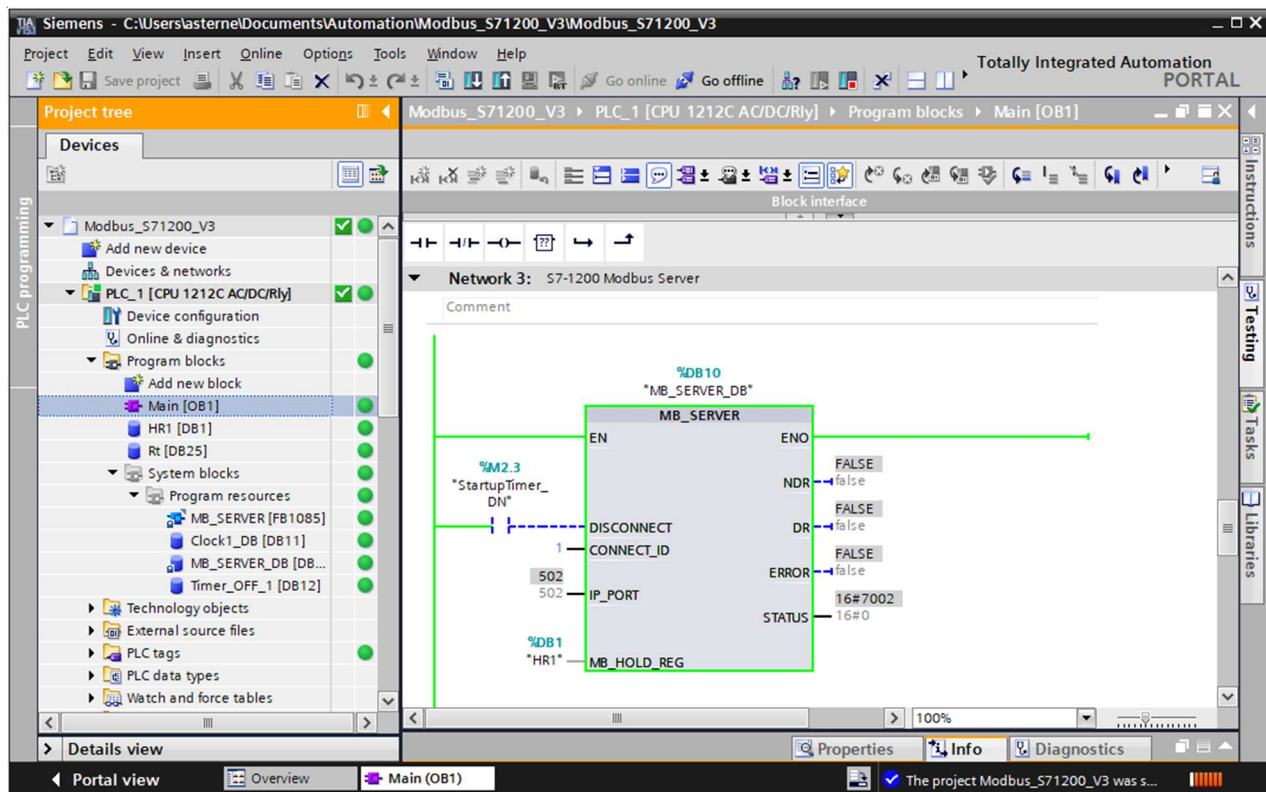 Siemens - C:\Users\asterne\Documents\Automation\Modbus_S71200_V3\Modbus_S71200_V3
Project Edit View Insert Online Options Tools Window Help
Totally Integrated Automation
PORTAL
Save project Go online Go offline
Project tree
Modbus_S71200_V3 PLC_1 [CPU 1212C AC/DC/Rly] Program blocks Main [OB1]
Devices
PLC programming
Block interface
Modbus_S71200_V3
Add new device
Devices & networks
PLC_1 [CPU 1212C AC/DC/Rly]
Device configuration
Online & diagnostics
Program blocks
Add new block
Main [OB1]
HR1 [DB1]
Rt [DB25]
System blocks
Program resources
MB_SERVER [FB1085]
Clock1_DB [DB11]
MB_SERVER_DB [DB...
Timer_OFF_1 [DB12]
Technology objects
External source files
PLC tags
PLC data types
Watch and force tables
Details view
??
Network 3: S7-1200 Modbus Server
Comment
%DB10
"MB_SERVER_DB"
MB_SERVER
EN ENO
%M2.3
"StartupTimer_
DN"
DISCONNECT
1 CONNECT_ID
502
502 IP_PORT
%DB1
"HR1" MB_HOLD_REG
FALSE
NDR false
FALSE
DR false
FALSE
ERROR false
16#7002
STATUS 16#0
100%
Instructions
Testing
Tasks
Libraries
Properties Info Diagnostics
Portal view Overview Main (OB1) The project Modbus_S71200_V3 was s...